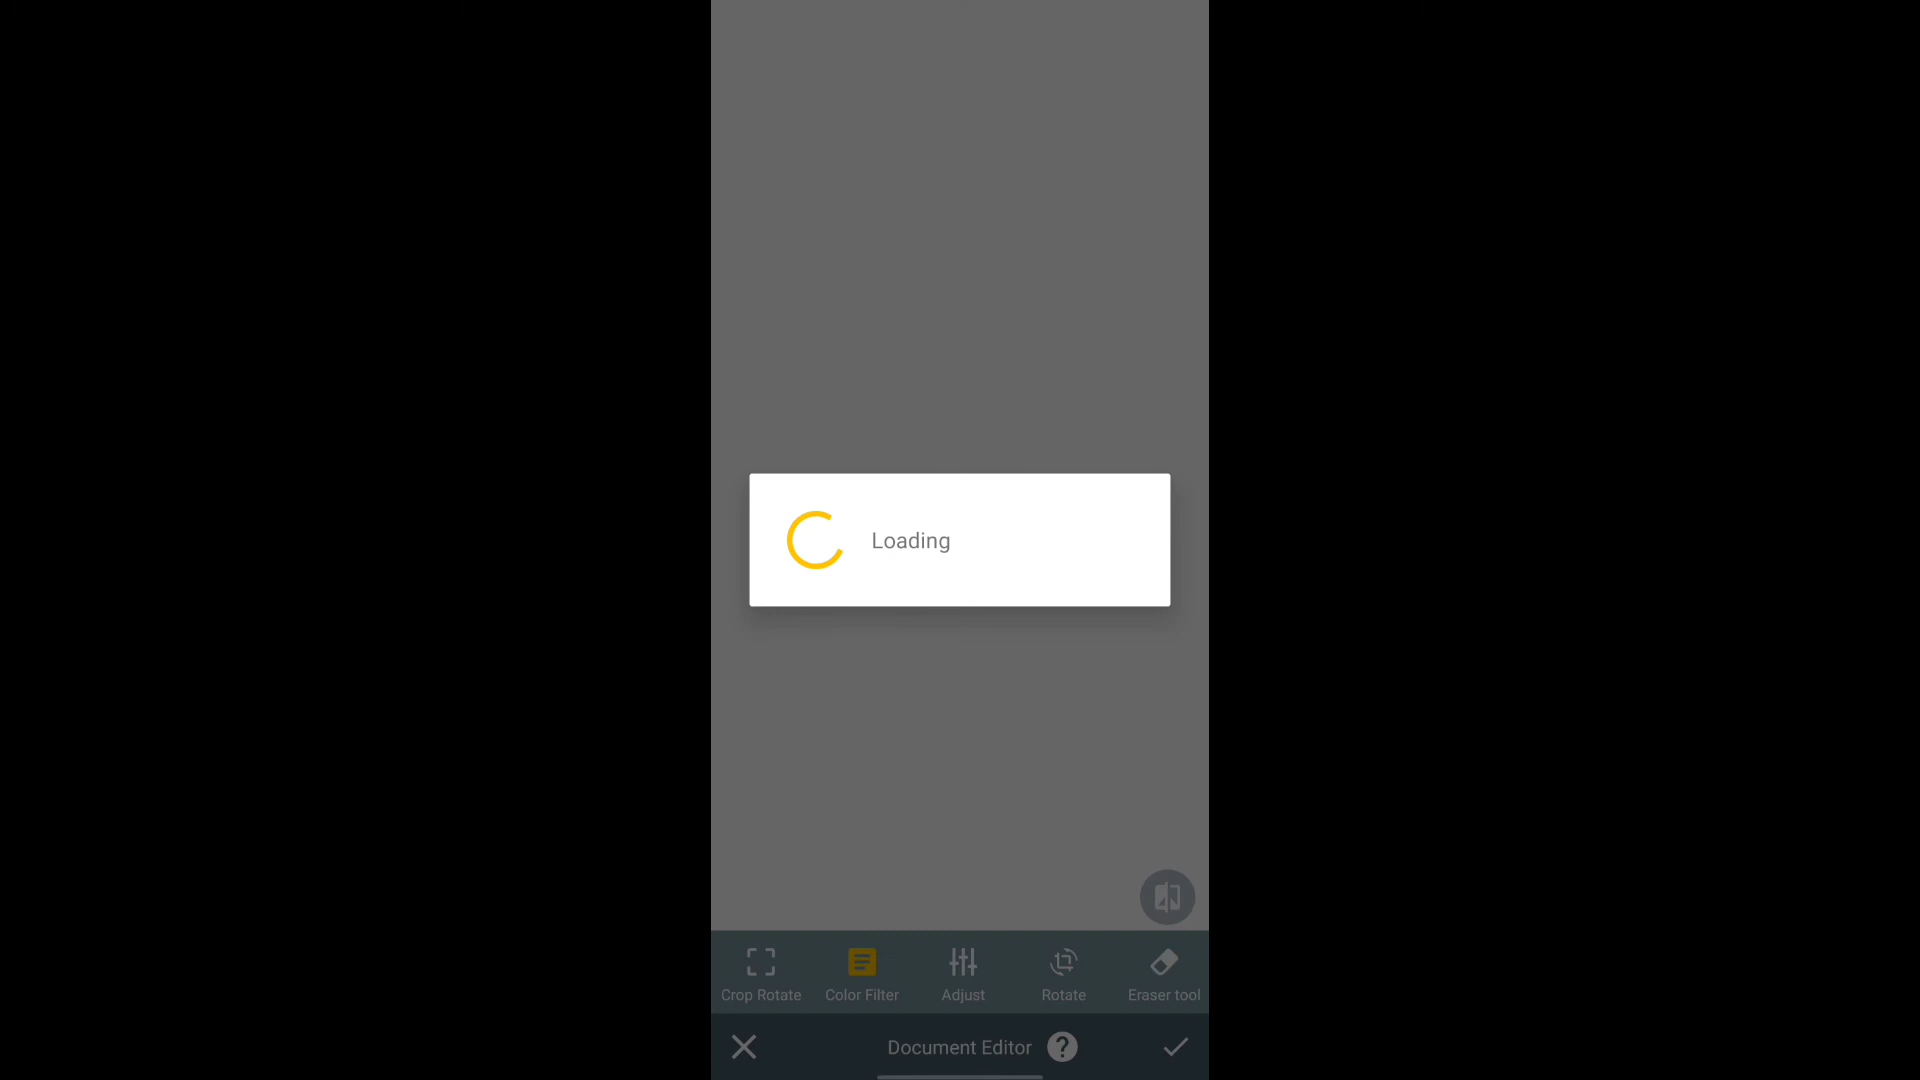 Loading
Crop Rotate
Color Filter
Adjust
Rotate
Eraser tool
Document Editor ?